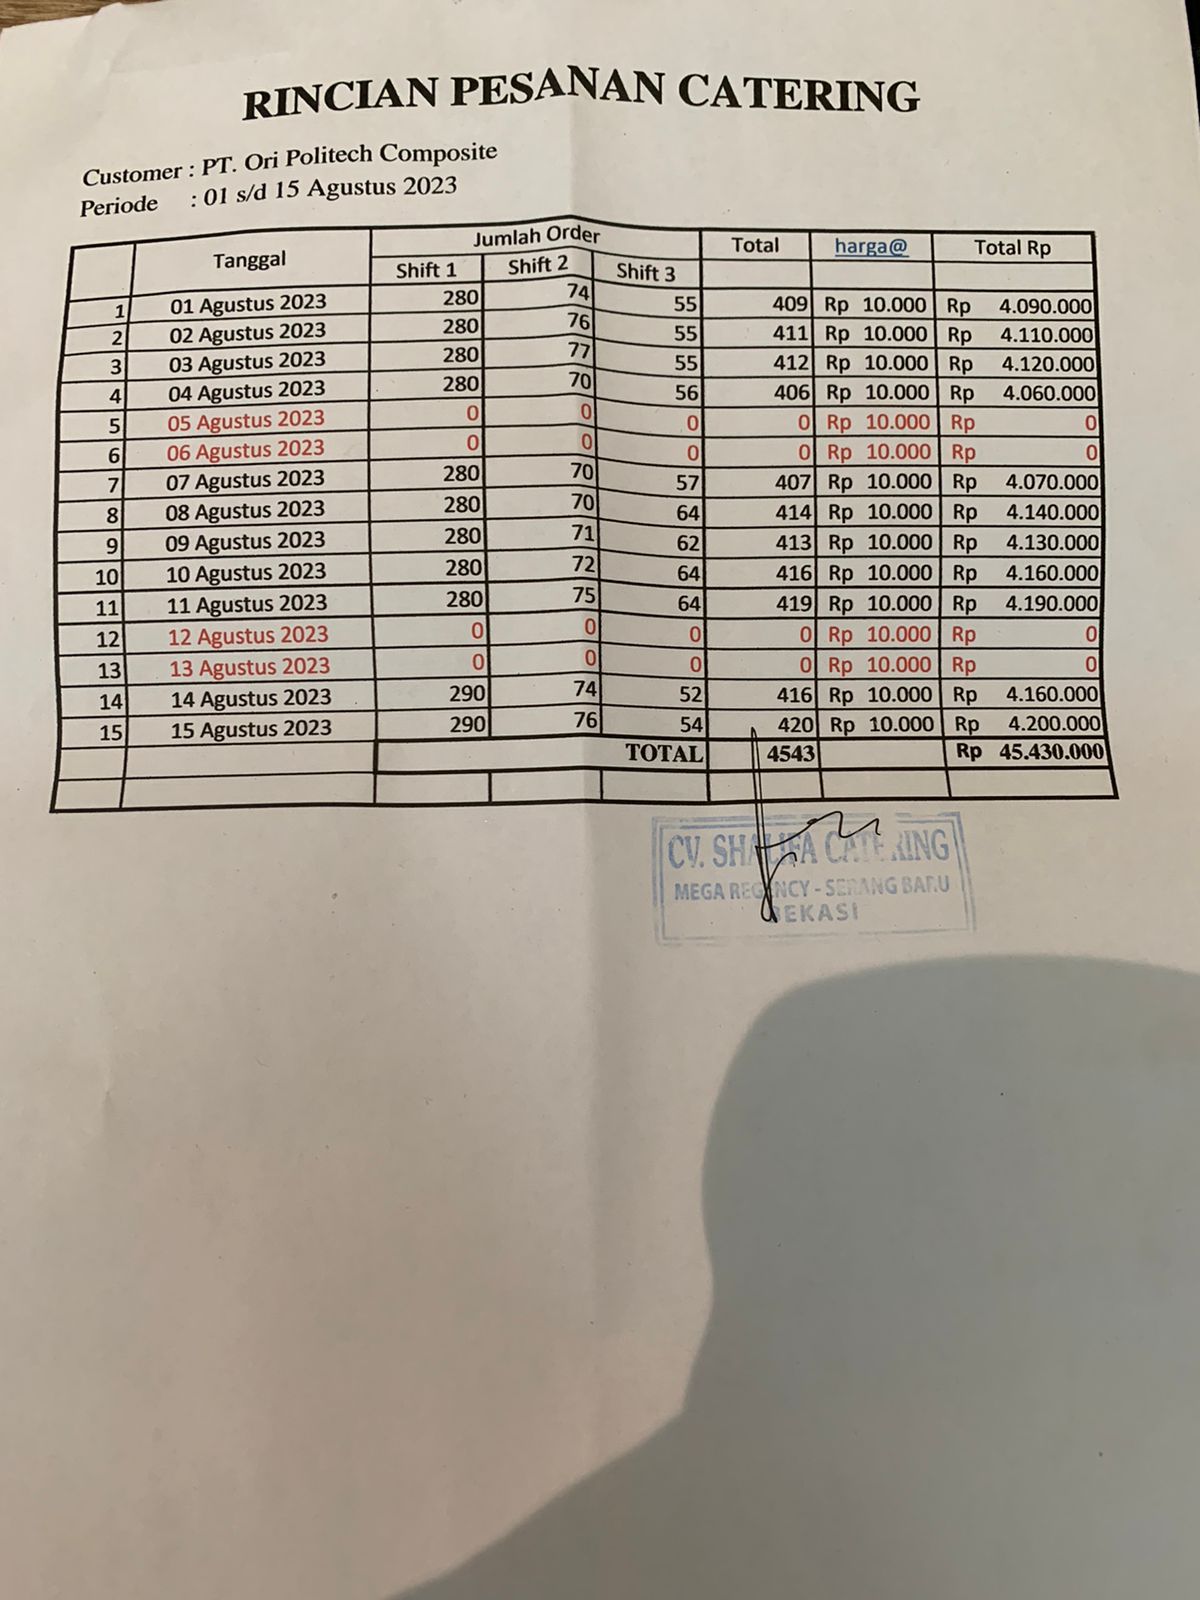 RINCIAN PESANAN CATERING
Customer : PT. Ori Politech Composite
Periode : 01 s/d 15 Agustus 2023
Tanggal Jumlah Order Total harga@ Total Rp
Shift 1 Shift 2 Shift 3
1 01 Agustus 2023 280 74 55 409 Rp 10.000 Rp 4.090.000
2 02 Agustus 2023 280 76 55 411 Rp 10.000 Rp 4.110.000
3 03 Agustus 2023 280 77 55 412 Rp 10.000 Rp 4.120.000
4 04 Agustus 2023 280 70 56 406 Rp 10.000 Rp 4.060.000
5 05 Agustus 2023 0 0 0 0 Rp 10.000 Rp 0
6 06 Agustus 2023 0 0 0 0 Rp 10.000 Rp 0
7 07 Agustus 2023 280 70 57 407 Rp 10.000 Rp 4.070.000
8 08 Agustus 2023 280 70 64 414 Rp 10.000 Rp 4.140.000
9 09 Agustus 2023 280 71 62 413 Rp 10.000 Rp 4.130.000
10 10 Agustus 2023 280 72 64 416 Rp 10.000 Rp 4.160.000
11 11 Agustus 2023 280 75 64 419 Rp 10.000 Rp 4.190.000
12 12 Agustus 2023 0 0 0 0 Rp 10.000 Rp 0
13 13 Agustus 2023 0 0 0 0 Rp 10.000 Rp 0
14 14 Agustus 2023 290 74 52 416 Rp 10.000 Rp 4.160.000
15 15 Agustus 2023 290 76 54 420 Rp 10.000 Rp 4.200.000
TOTAL 4543 Rp 45.430.000
CV. SHALIFA CATERING
MEGA REGENCY - SERANG BARU
BEKASI